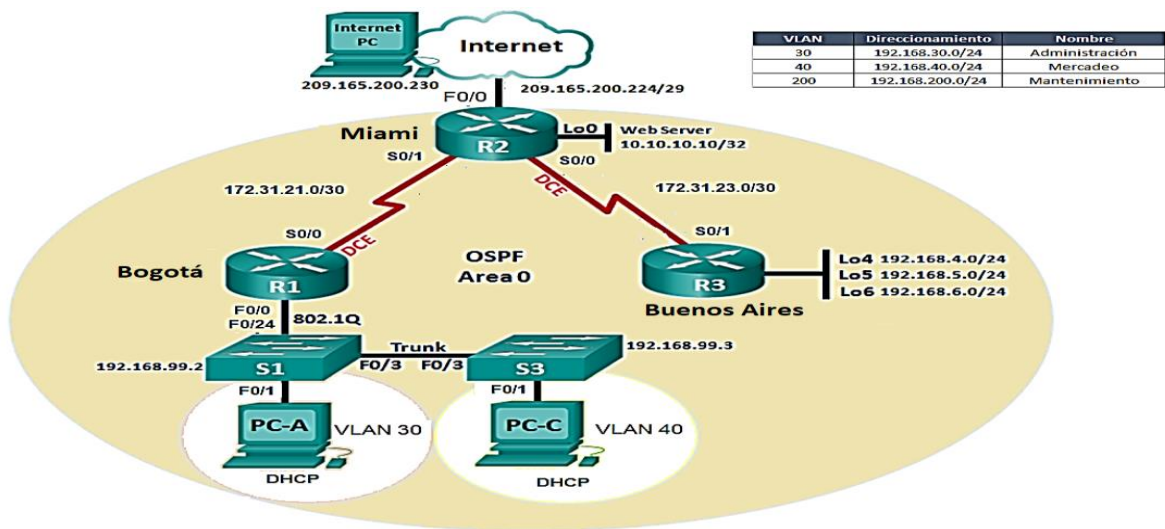 Internet
PC
Internet
209.165.200.230
F0/0
209.165.200.224/29
Miami
R2
Lo0
Web Server
10.10.10.10/32
S0/1
S0/0
DCE
172.31.21.0/30
172.31.23.0/30
S0/0
DCE
S0/1
Bogotá
R1
OSPF
Area 0
R3
Buenos Aires
Lo4 192.168.4.0/24
Lo5 192.168.5.0/24
Lo6 192.168.6.0/24
F0/0
F0/24
802.1Q
192.168.99.2
S1
Trunk
F0/3
F0/3
S3
192.168.99.3
F0/1
F0/1
PC-A
VLAN 30
DHCP
PC-C
VLAN 40
DHCP
VLAN Direccionamiento Nombre
30 192.168.30.0/24 Administración
40 192.168.40.0/24 Mercadeo
200 192.168.200.0/24 Mantenimiento